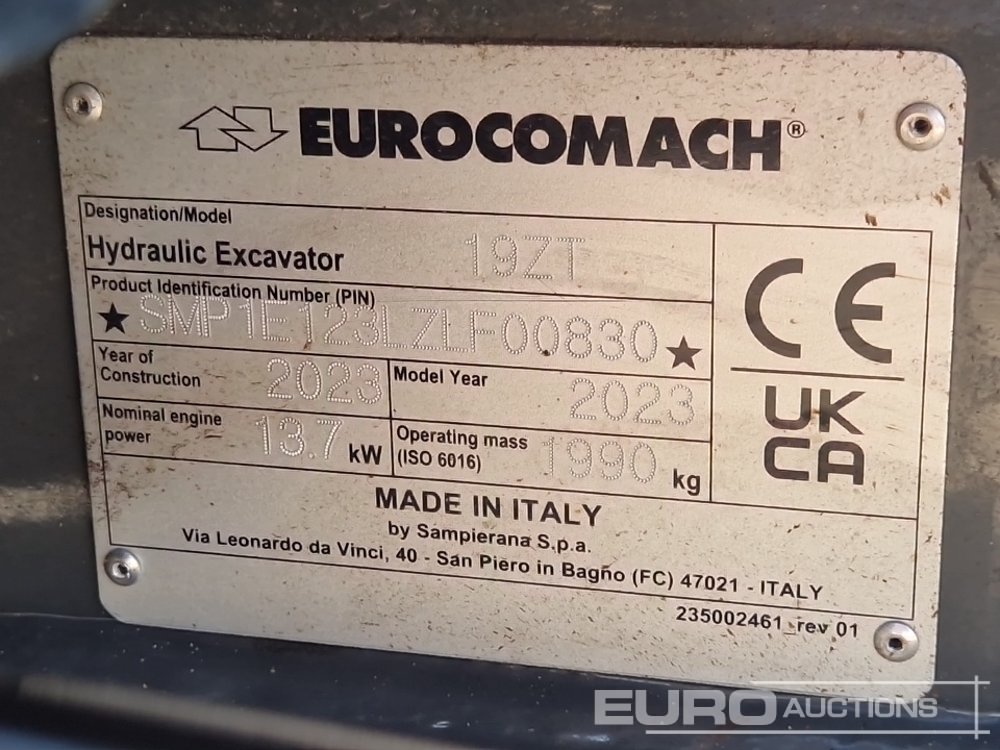 EUROCOMACH®
Designation/Model
Hydraulic Excavator 19ZT
Product Identification Number (PIN)
★ SMP1E123LZLF00830 ★
Year of Construction 2023 Model Year 2023
Nominal engine power 13.7 kW Operating mass (ISO 6016) 1990 kg
CE
UK
CA
MADE IN ITALY
by Sampierana S.p.a.
Via Leonardo da Vinci, 40 - San Piero in Bagno (FC) 47021 - ITALY
235002461_rev 01
EURO AUCTIONS